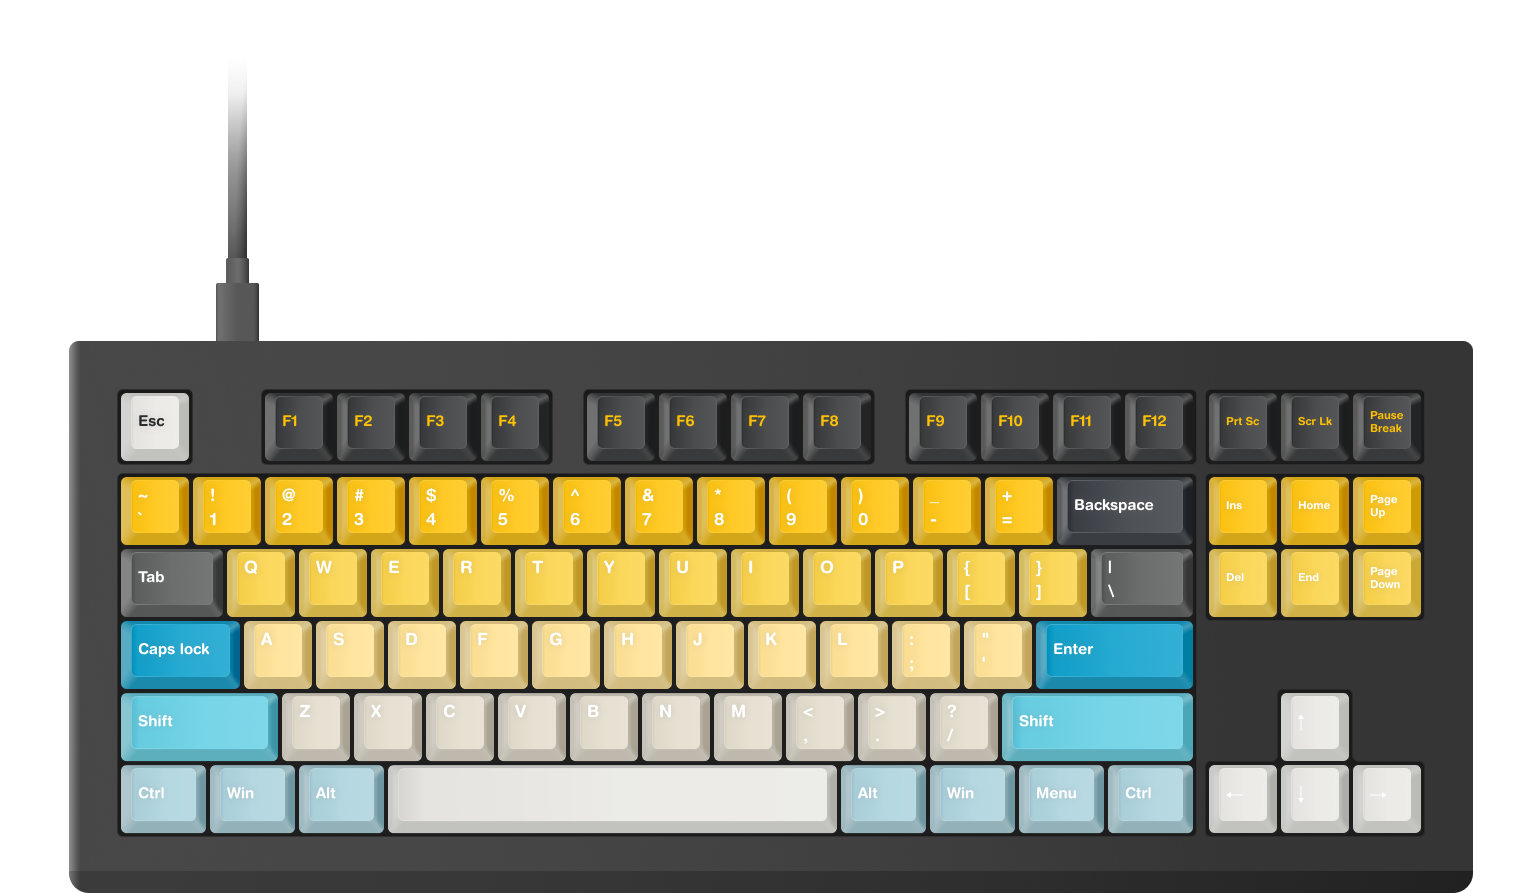 Esc F1 F2 F3 F4 F5 F6 F7 F8 F9 F10 F11 F12 Prt Sc Scr Lk Pause
Break
~ ! @ # $ % ^ & * ( ) _ + Backspace Ins Home Page
Up
` 1 2 3 4 5 6 7 8 9 0 - =
Tab Q W E R T Y U I O P { } | Del End Page
Down
[ ] \
Caps lock A S D F G H J K L : " Enter
; '
Shift Z X C V B N M < > ? Shift ↑
, . /
Ctrl Win Alt Alt Win Menu Ctrl ← ↓ →